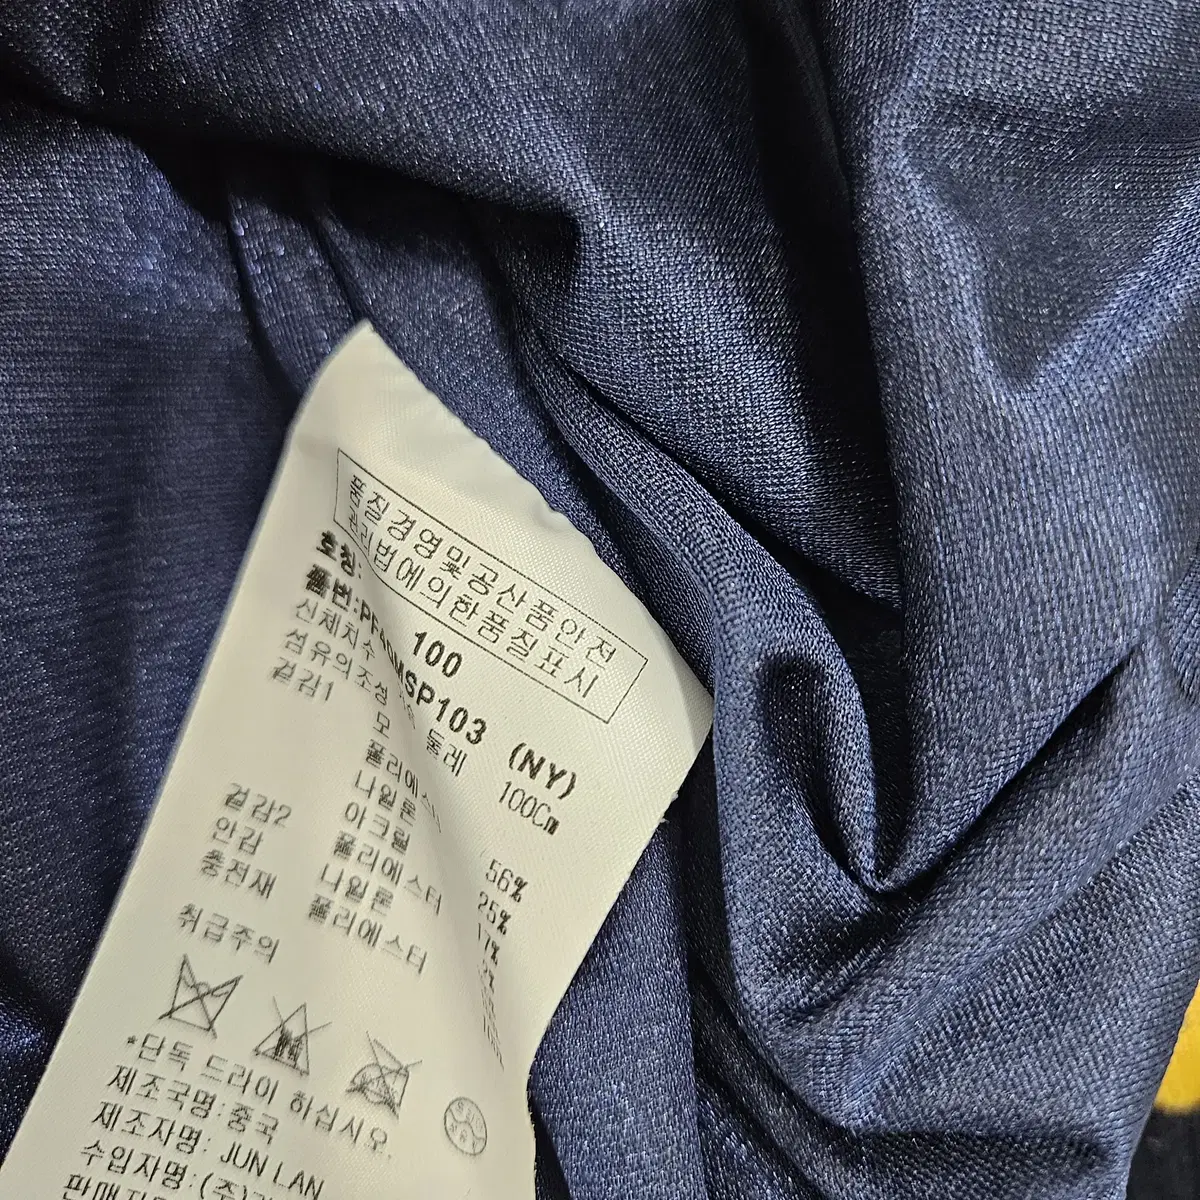 품질경영및공산품안전
관리법에의한품질표시
호칭: 100
품번: SP103 (NY)
신체치수 둘레 100Cm
섬유의조성
겉감1 모 56%
폴리에스 25%
나일론
아크릴
겉감2 폴리에스터
안감 나일론
충전재 폴리에스터
취급주의
*단독 드라이 하십시오.
제조국명:중국
제조자명: JUN LAN
수입자명:(주)